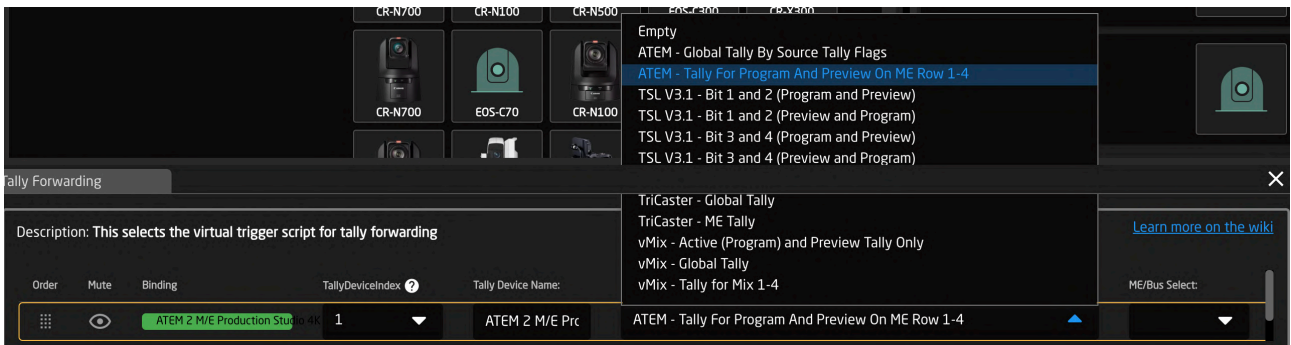 CR-N700 CR-N100 CR-N500 EOS-C300 CR-X300
Empty
ATEM - Global Tally By Source Tally Flags
ATEM - Tally For Program And Preview On ME Row 1-4
TSL V3.1 - Bit 1 and 2 (Program and Preview)
TSL V3.1 - Bit 1 and 2 (Preview and Program)
TSL V3.1 - Bit 3 and 4 (Program and Preview)
TSL V3.1 - Bit 3 and 4 (Preview and Program)
CR-N700 EOS-C70 CR-N100
Tally Forwarding
TriCaster - Global Tally
TriCaster - ME Tally
vMix - Active (Program) and Preview Tally Only
vMix - Global Tally
vMix - Tally for Mix 1-4
Description: This selects the virtual trigger script for tally forwarding
Learn more on the wiki
Order Mute Binding TallyDeviceIndex ? Tally Device Name: ME/Bus Select:
ATEM 2 M/E Production Studio 4K 1 ATEM 2 M/E Prc ATEM - Tally For Program And Preview On ME Row 1-4